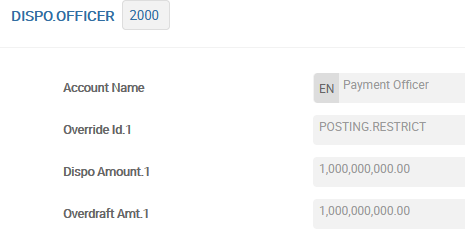 DISPO.OFFICER 2000
Account Name EN Payment Officer
Override Id.1 POSTING.RESTRICT
Dispo Amount.1 1,000,000,000.00
Overdraft Amt.1 1,000,000,000.00